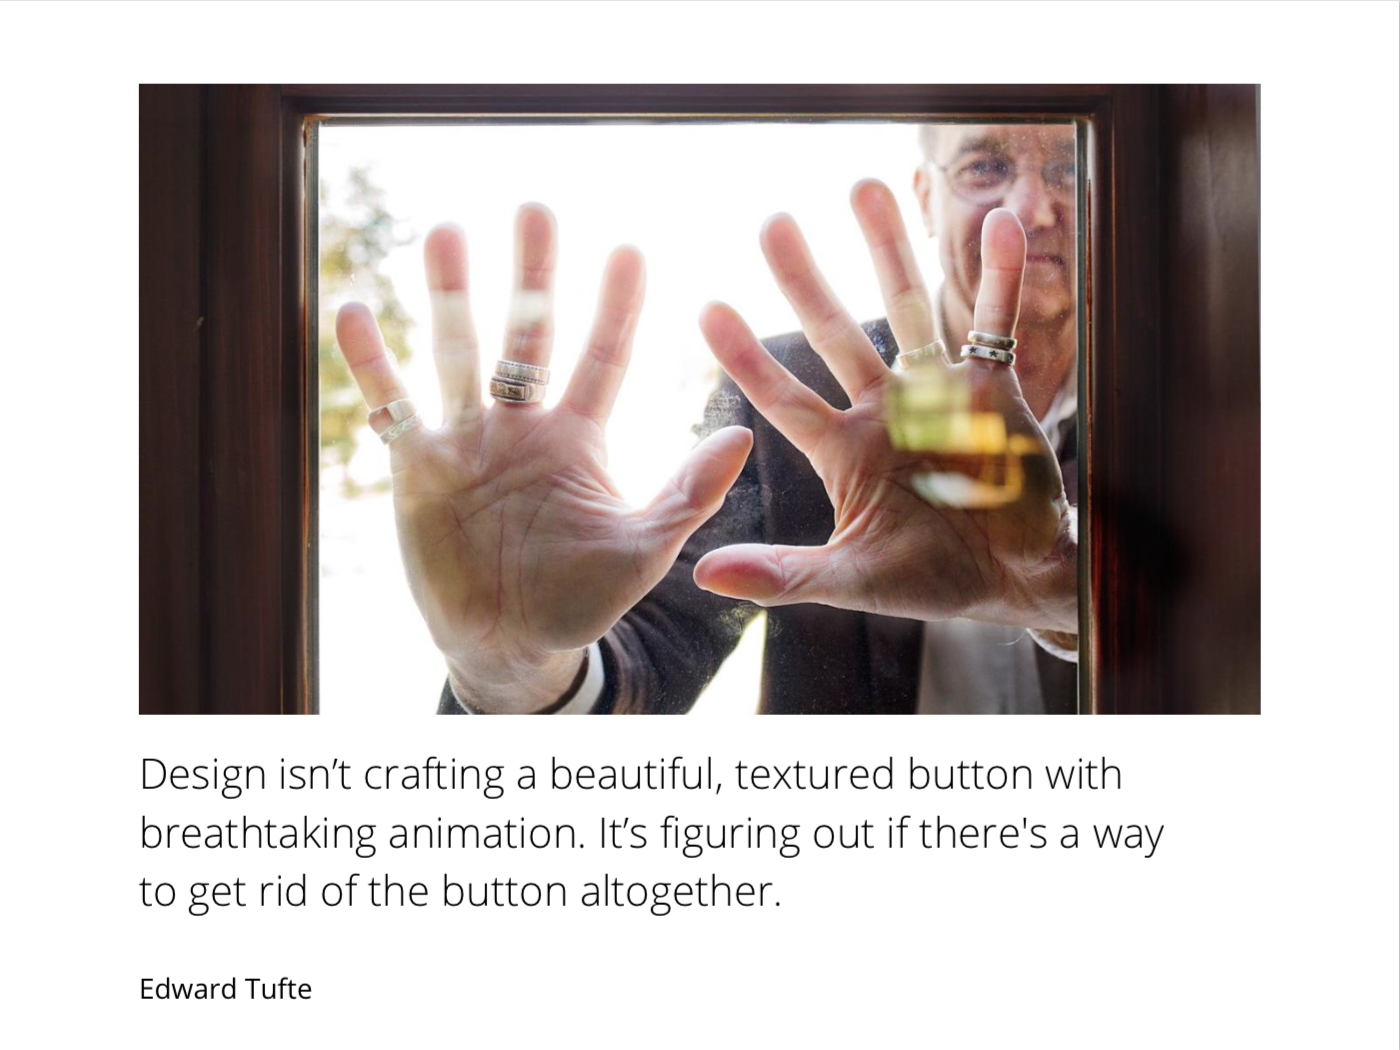 Design isn’t crafting a beautiful, textured button with
breathtaking animation. It’s figuring out if there's a way
to get rid of the button altogether.
Edward Tufte